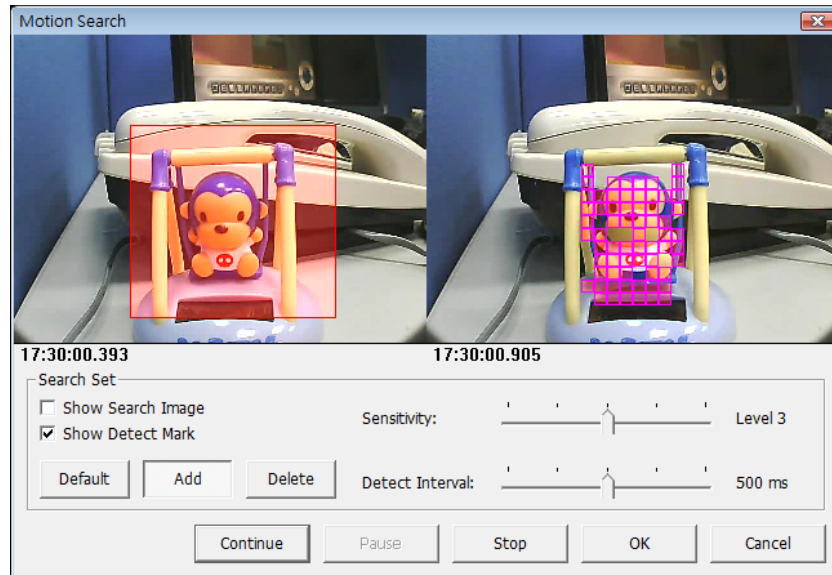 Motion Search
17:30:00.393
17:30:00.905
Search Set
Show Search Image
Show Detect Mark
Sensitivity:
Level 3
Default
Add
Delete
Detect Interval:
500 ms
Continue
Pause
Stop
OK
Cancel